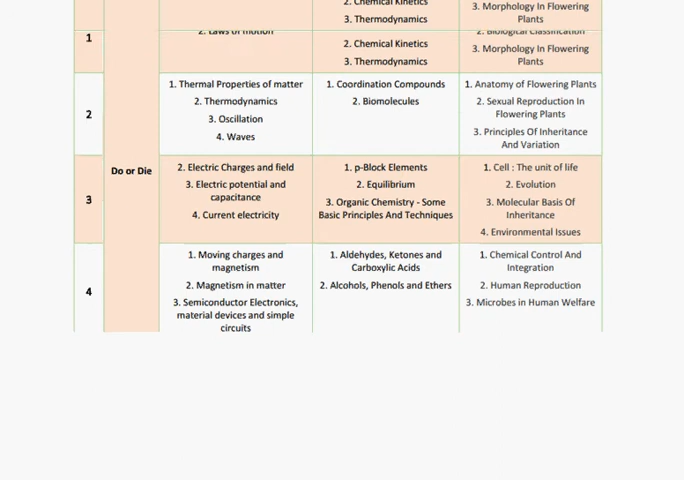 2. Chemical Kinetics
3. Thermodynamics
3. Morphology In Flowering
Plants
1
2. Laws of motion
2. Chemical Kinetics
3. Thermodynamics
2. Biological Classification
3. Morphology In Flowering
Plants
2
1. Thermal Properties of matter
2. Thermodynamics
3. Oscillation
4. Waves
1. Coordination Compounds
2. Biomolecules
1. Anatomy of Flowering Plants
2. Sexual Reproduction In
Flowering Plants
3. Principles Of Inheritance
And Variation
Do or Die
3
2. Electric Charges and field
3. Electric potential and
capacitance
4. Current electricity
1. p-Block Elements
2. Equilibrium
3. Organic Chemistry - Some
Basic Principles And Techniques
1. Cell : The unit of life
2. Evolution
3. Molecular Basis Of
Inheritance
4. Environmental Issues
4
1. Moving charges and
magnetism
2. Magnetism in matter
3. Semiconductor Electronics,
material devices and simple
circuits
1. Aldehydes, Ketones and
Carboxylic Acids
2. Alcohols, Phenols and Ethers
1. Chemical Control And
Integration
2. Human Reproduction
3. Microbes in Human Welfare